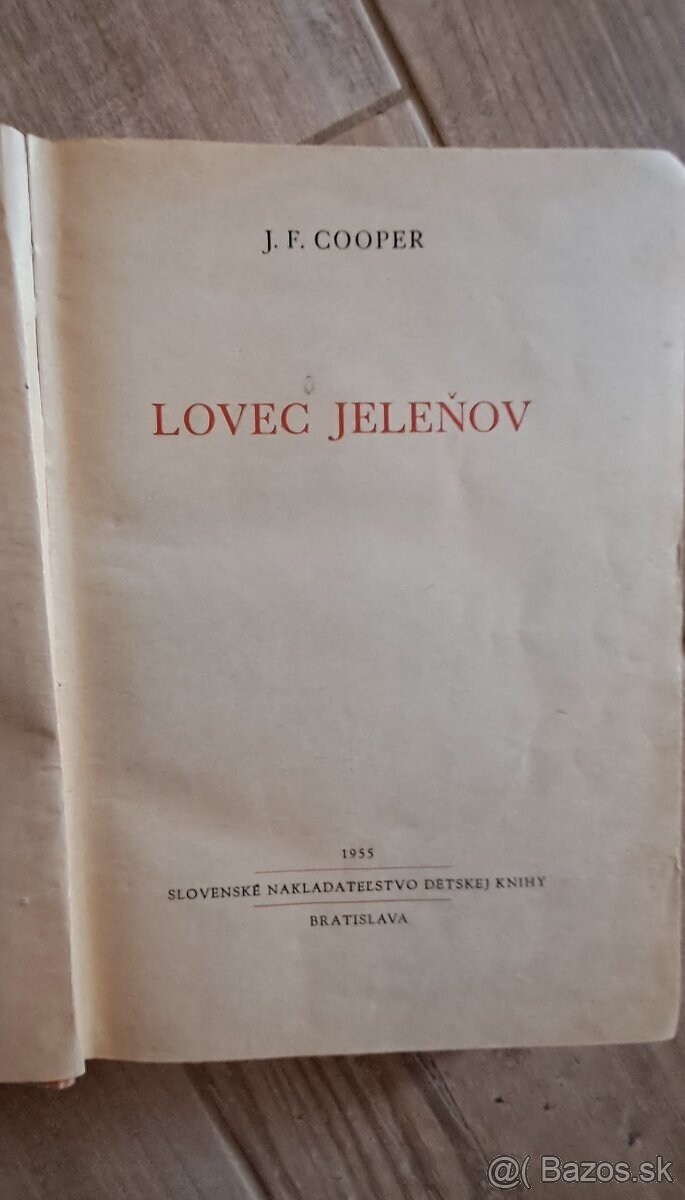 J. F. COOPER
LOVEC JELEŇOV
1955
SLOVENSKÉ NAKLADATEĽSTVO DETSKEJ KNIHY
BRATISLAVA
@( Bazos.sk